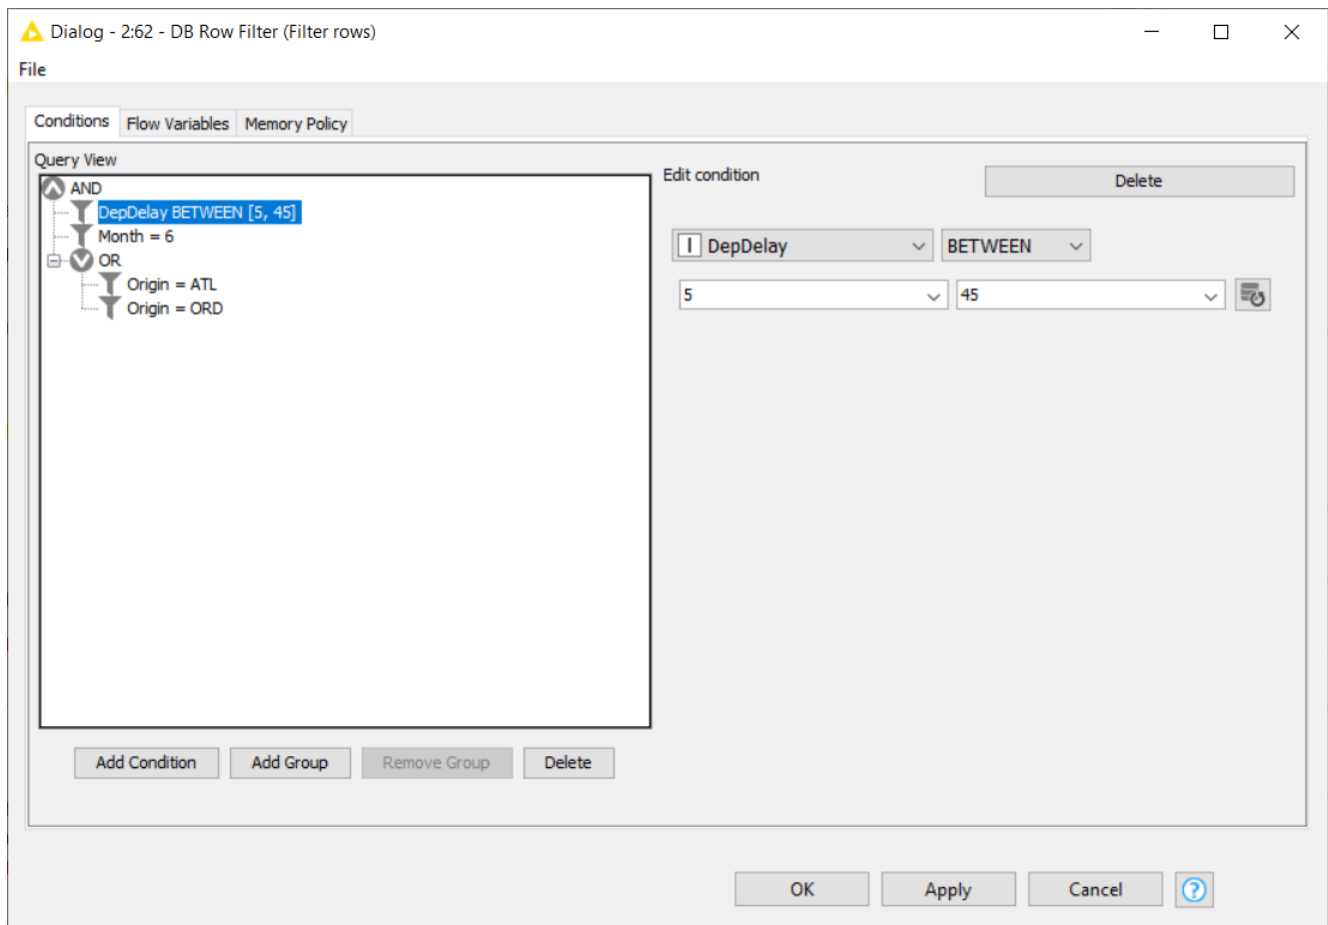 Dialog - 2:62 - DB Row Filter (Filter rows)
File
Conditions Flow Variables Memory Policy
Query View
Edit condition
Delete
AND
DepDelay BETWEEN [5, 45]
Month = 6
OR
Origin = ATL
Origin = ORD
I DepDelay BETWEEN
5 45
Add Condition Add Group Remove Group Delete
OK Apply Cancel ?